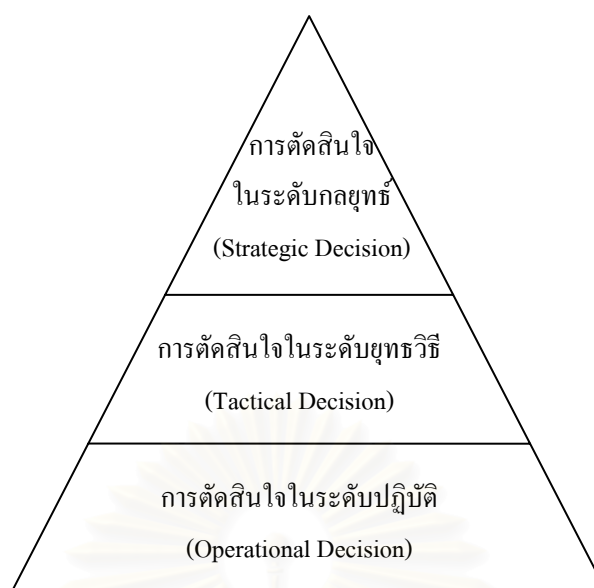 การตัดสินใจ
ในระดับกลยุทธ์
(Strategic Decision)
การตัดสินใจในระดับยุทธวิธี
(Tactical Decision)
การตัดสินใจในระดับปฏิบัติ
(Operational Decision)